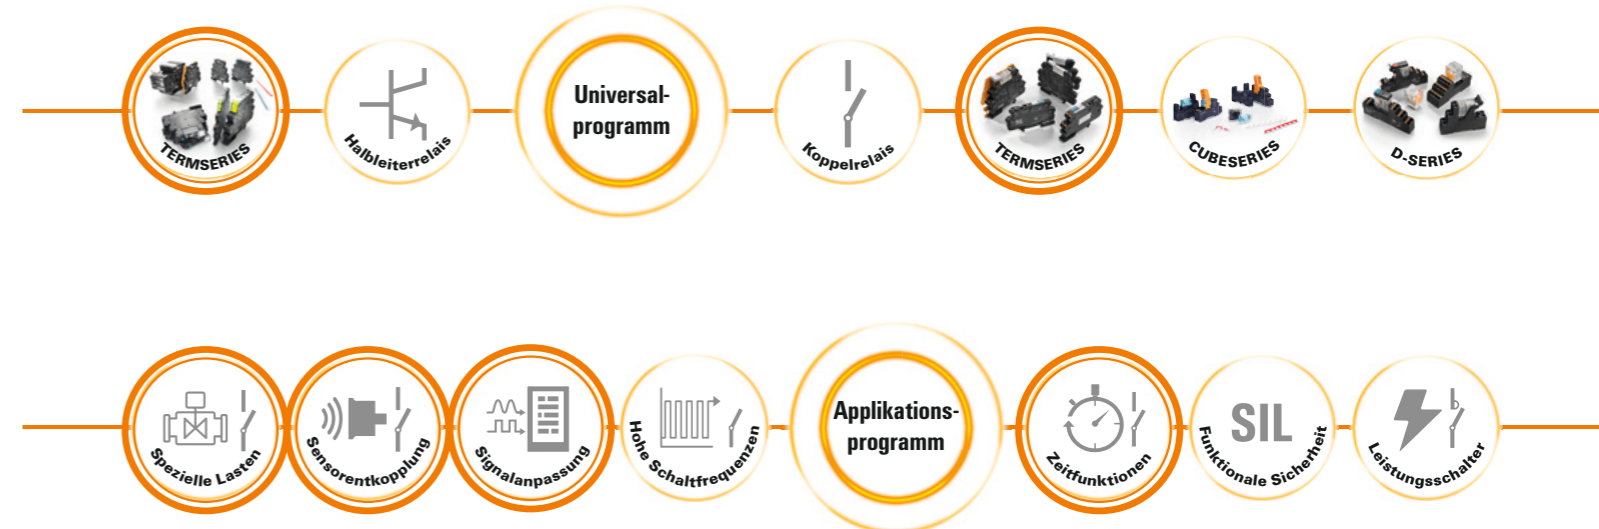 TERMSERIES
Halbleiterrelais
Universal-
programm
Koppelrelais
TERMSERIES
CUBESERIES
D-SERIES
Spezielle Lasten
Sensorentkopplung
Signalanpassung
Hohe Schaltfrequenzen
Applikations-
programm
Zeitfunktionen
SIL
Funktionale Sicherheit
Leistungsschalter